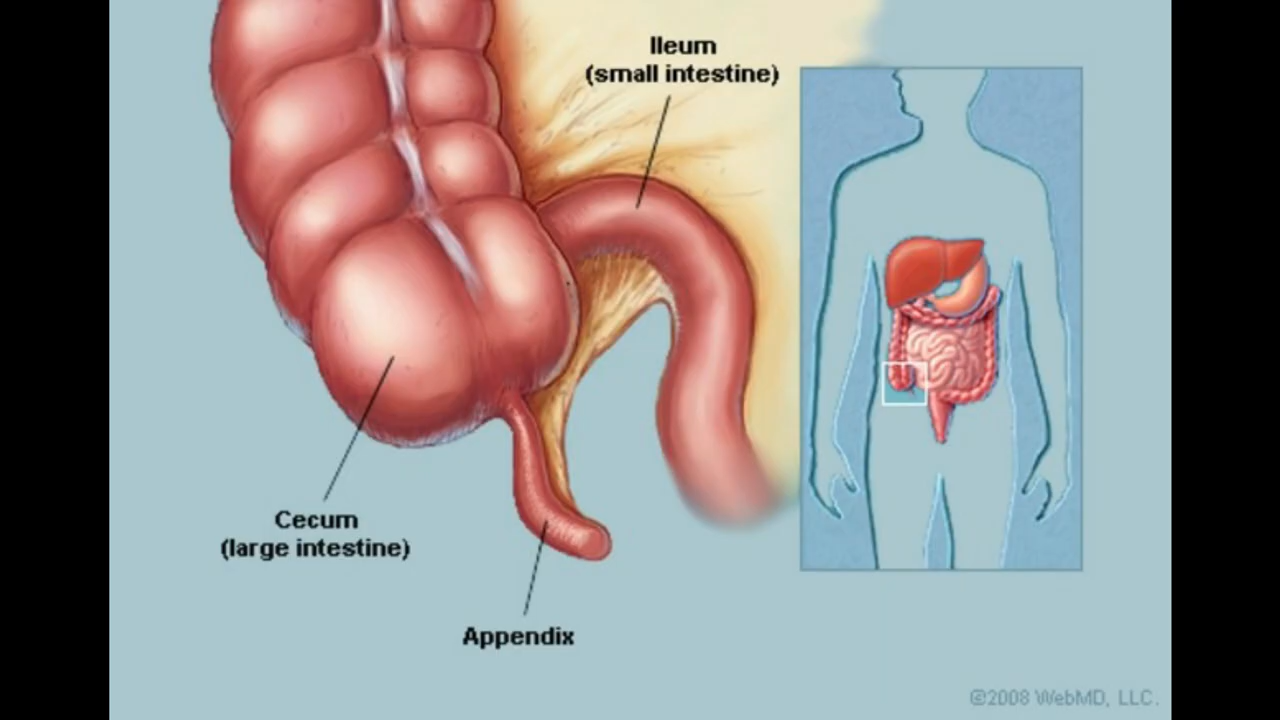 Ileum
(small intestine)
Cecum
(large intestine)
Appendix
©2008 WebMD, LLC.